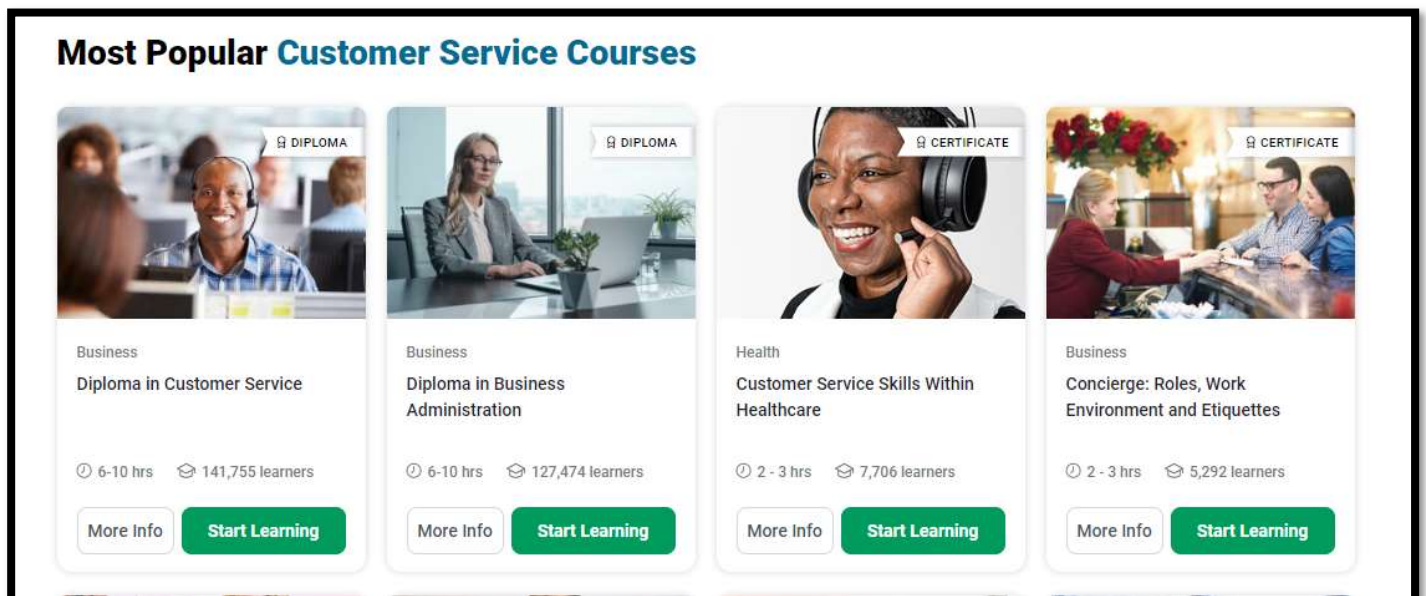 Most Popular Customer Service Courses
DIPLOMA
Business
Diploma in Customer Service
6-10 hrs 141,755 learners
More Info Start Learning
DIPLOMA
Business
Diploma in Business
Administration
6-10 hrs 127,474 learners
More Info Start Learning
CERTIFICATE
Health
Customer Service Skills Within
Healthcare
2 - 3 hrs 7,706 learners
More Info Start Learning
CERTIFICATE
Business
Concierge: Roles, Work
Environment and Etiquettes
2 - 3 hrs 5,292 learners
More Info Start Learning